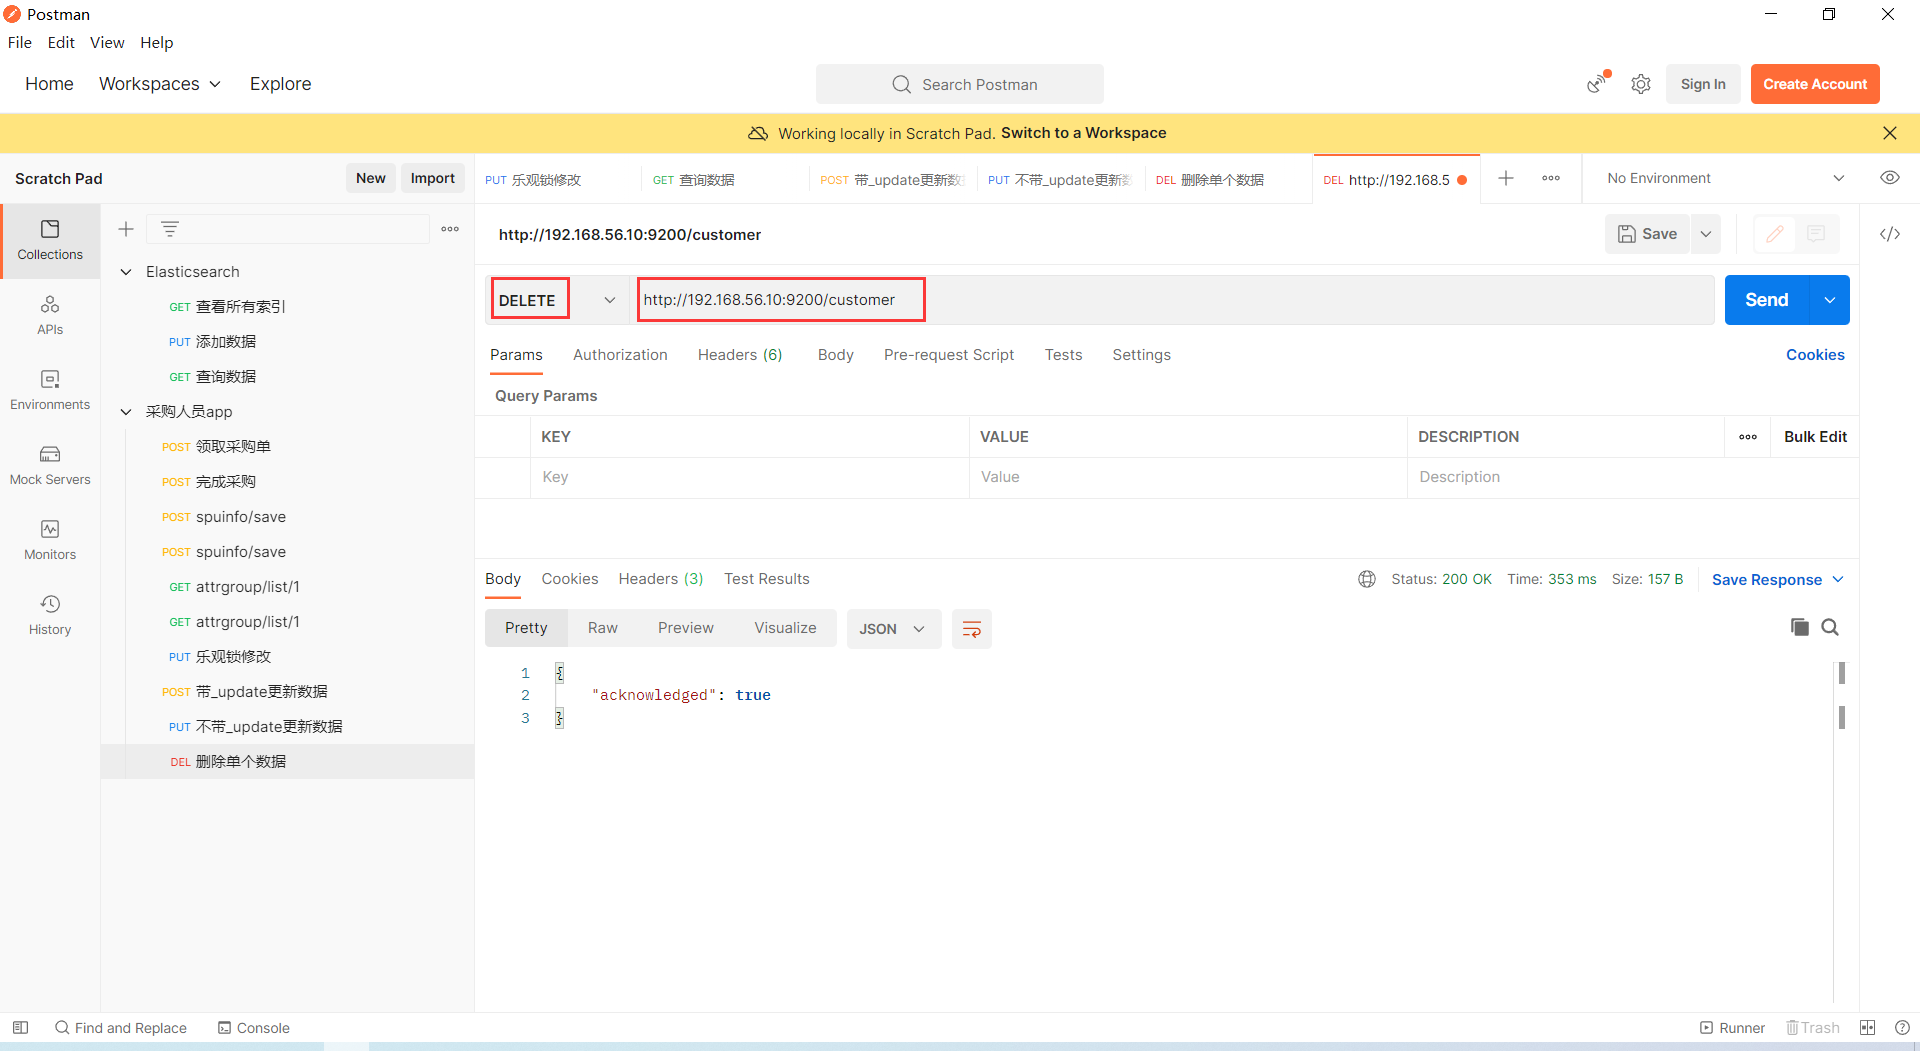 Postman
File Edit View Help
Home Workspaces Explore Search Postman Sign In Create Account
Working locally in Scratch Pad. Switch to a Workspace
Scratch Pad New Import
PUT 乐观锁修改 GET 查询数据 POST 带_update更新数 PUT 不带_update更新 DEL 删除单个数据 DEL http://192.168.5 No Environment
Collections
APIs
Environments
Mock Servers
Monitors
History
Elasticsearch
GET 查看所有索引
PUT 添加数据
GET 查询数据
采购人员app
POST 领取采购单
POST 完成采购
POST spuinfo/save
POST spuinfo/save
GET attrgroup/list/1
GET attrgroup/list/1
PUT 乐观锁修改
POST 带_update更新数据
PUT 不带_update更新数据
DEL 删除单个数据
http://192.168.56.10:9200/customer Save </>
DELETE http://192.168.56.10:9200/customer Send
Params Authorization Headers (6) Body Pre-request Script Tests Settings Cookies
Query Params
KEY VALUE DESCRIPTION Bulk Edit
Key Value Description
Body Cookies Headers (3) Test Results Status: 200 OK Time: 353 ms Size: 157 B Save Response
Pretty Raw Preview Visualize JSON
1 {
2 "acknowledged": true
3 }
Find and Replace Console Runner Trash